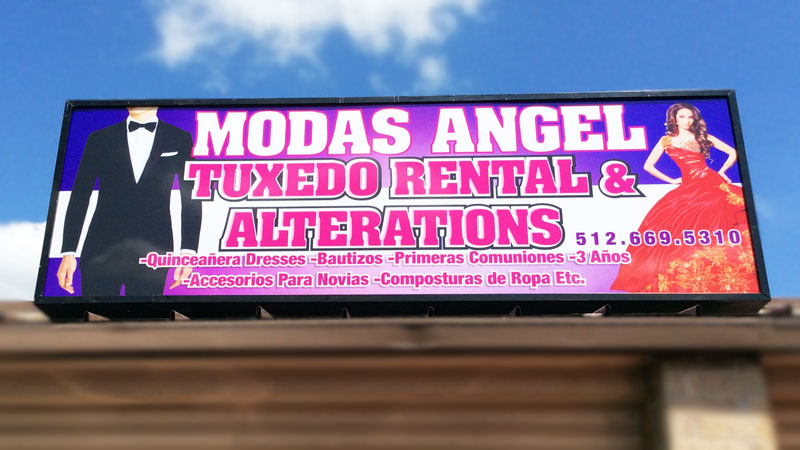 MODAS ANGEL
TUXEDO RENTAL &
ALTERATIONS
512.669.5310
-Quinceañera Dresses -Bautizos -Primeras Comuniones -3 Años
-Accesorios Para Novias -Composturas de Ropa Etc.